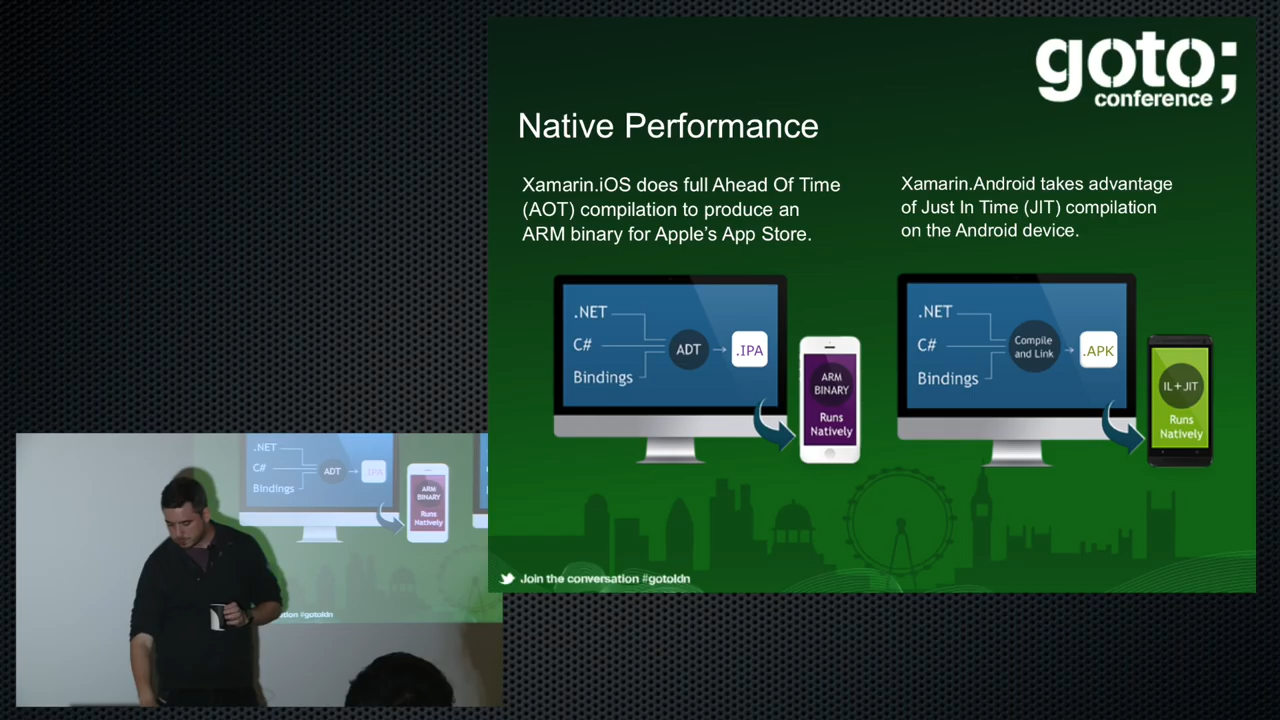 goto;
conference
Native Performance
Xamarin.iOS does full Ahead Of Time
(AOT) compilation to produce an
ARM binary for Apple's App Store.
Xamarin.Android takes advantage
of Just In Time (JIT) compilation
on the Android device.
.NET
C#
Bindings
ADT
.IPA
ARM
BINARY
Runs
Natively
.NET
C#
Bindings
Compile
and Link
.APK
IL+JIT
Runs
Natively
Join the conversation #gotoldn
.NET
C#
Bindings
ADT
.IPA
ARM
BINARY
Runs
Natively
#gotoldn